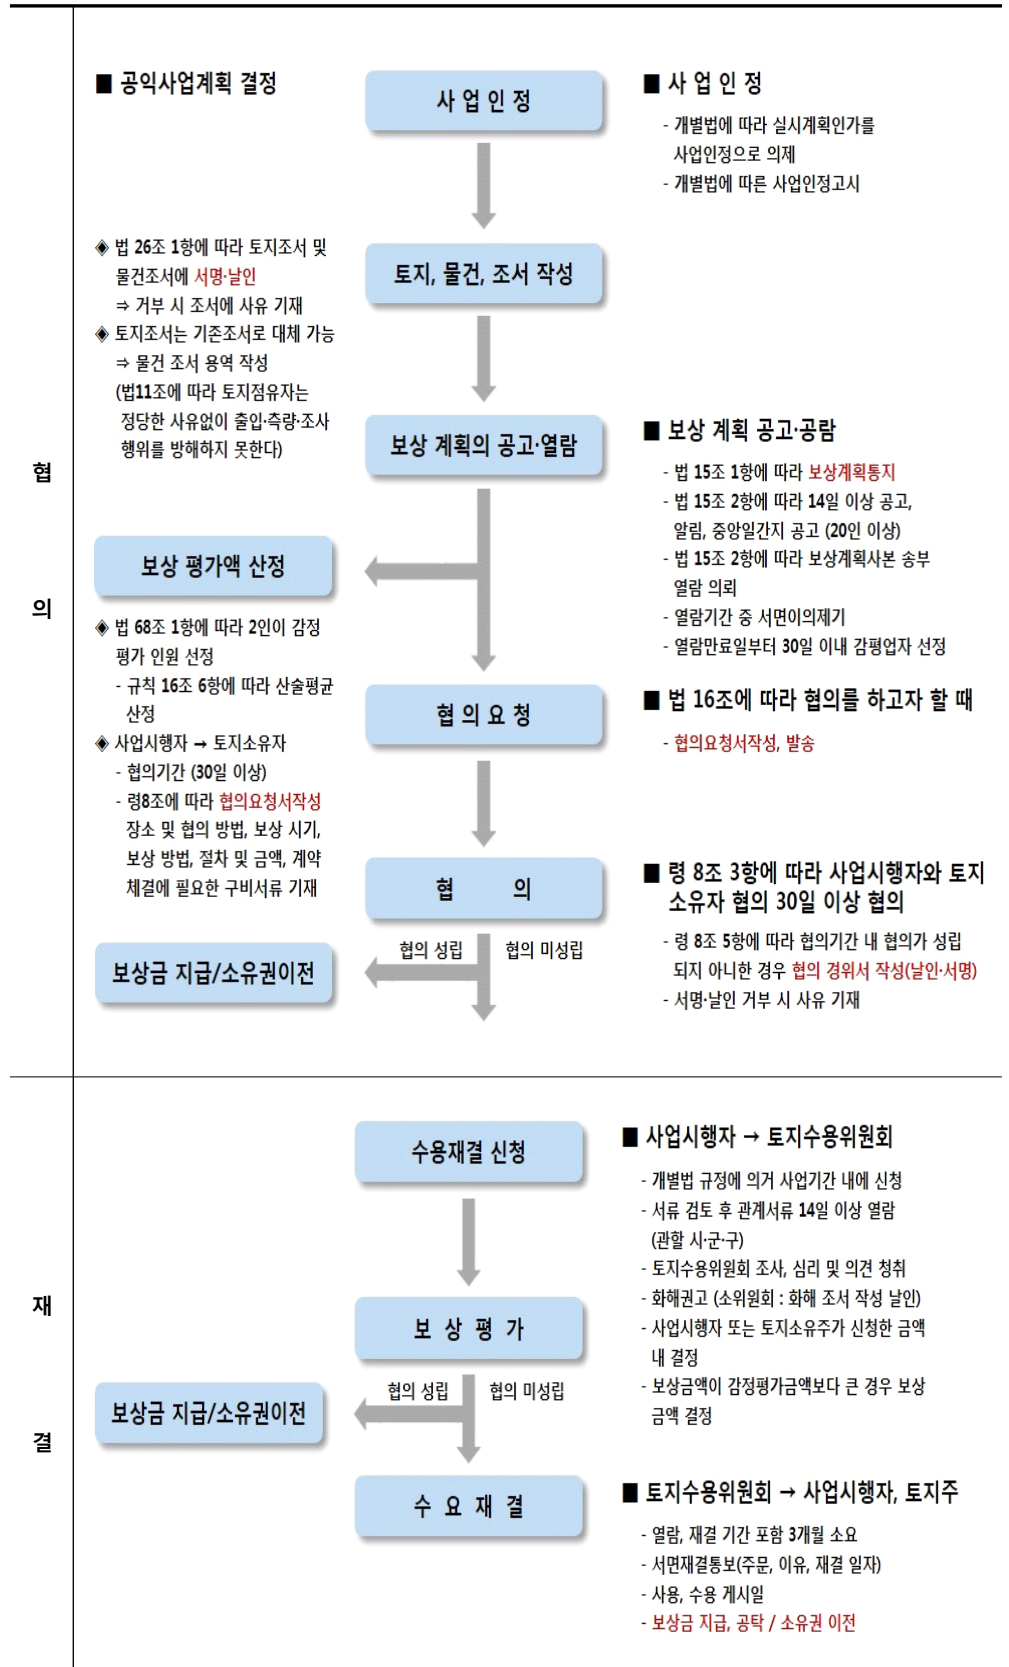 협
의
■ 공익사업계획 결정
사 업 인 정
■ 사 업 인 정
- 개별법에 따라 실시계획인가를
사업인정으로 의제
- 개별법에 따른 사업인정고시
◈ 법 26조 1항에 따라 토지조서 및
물건조서에 서명·날인
⇒ 거부 시 조서에 사유 기재
◈ 토지조서는 기존조서로 대체 가능
⇒ 물건 조서 용역 작성
(법11조에 따라 토지점유자는
정당한 사유없이 출입·측량·조사
행위를 방해하지 못한다)
토지, 물건, 조서 작성
보상 계획의 공고·열람
■ 보상 계획 공고·공람
- 법 15조 1항에 따라 보상계획통지
- 법 15조 2항에 따라 14일 이상 공고,
알림, 중앙일간지 공고 (20인 이상)
- 법 15조 2항에 따라 보상계획사본 송부
열람 의뢰
- 열람기간 중 서면이의제기
- 열람만료일부터 30일 이내 감평업자 선정
보상 평가액 산정
◈ 법 68조 1항에 따라 2인이 감정
평가 인원 선정
- 규칙 16조 6항에 따라 산술평균
산정
◈ 사업시행자 → 토지소유자
- 협의기간 (30일 이상)
- 령8조에 따라 협의요청서작성
장소 및 협의 방법, 보상 시기,
보상 방법, 절차 및 금액, 계약
체결에 필요한 구비서류 기재
협 의 요 청
■ 법 16조에 따라 협의를 하고자 할 때
- 협의요청서작성, 발송
협 의
■ 령 8조 3항에 따라 사업시행자와 토지
소유자 협의 30일 이상 협의
- 령 8조 5항에 따라 협의기간 내 협의가 성립
되지 아니한 경우 협의 경위서 작성(날인·서명)
- 서명·날인 거부 시 사유 기재
협의 성립
협의 미성립
보상금 지급/소유권이전
재
결
수용재결 신청
■ 사업시행자 → 토지수용위원회
- 개별법 규정에 의거 사업기간 내에 신청
- 서류 검토 후 관계서류 14일 이상 열람
(관할 시·군·구)
- 토지수용위원회 조사, 심리 및 의견 청취
- 화해권고 (소위원회 : 화해 조서 작성 날인)
- 사업시행자 또는 토지소유주가 신청한 금액
내 결정
- 보상금액이 감정평가금액보다 큰 경우 보상
금액 결정
보 상 평 가
협의 성립
협의 미성립
보상금 지급/소유권이전
수 요 재 결
■ 토지수용위원회 → 사업시행자, 토지주
- 열람, 재결 기간 포함 3개월 소요
- 서면재결통보(주문, 이유, 재결 일자)
- 사용, 수용 게시일
- 보상금 지급, 공탁 / 소유권 이전